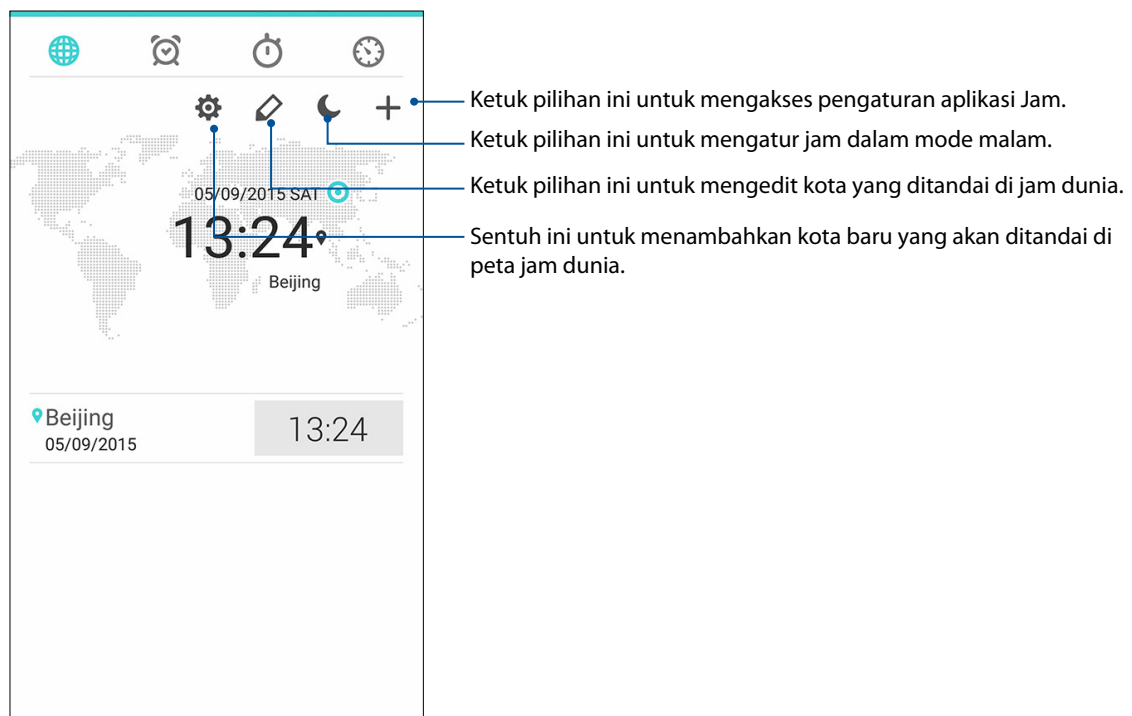 Ketuk pilihan ini untuk mengakses pengaturan aplikasi Jam.
Ketuk pilihan ini untuk mengatur jam dalam mode malam.
Ketuk pilihan ini untuk mengedit kota yang ditandai di jam dunia.
Sentuh ini untuk menambahkan kota baru yang akan ditandai di
peta jam dunia.
05/09/2015 SAT
13:24
Beijing
Beijing
05/09/2015
13:24